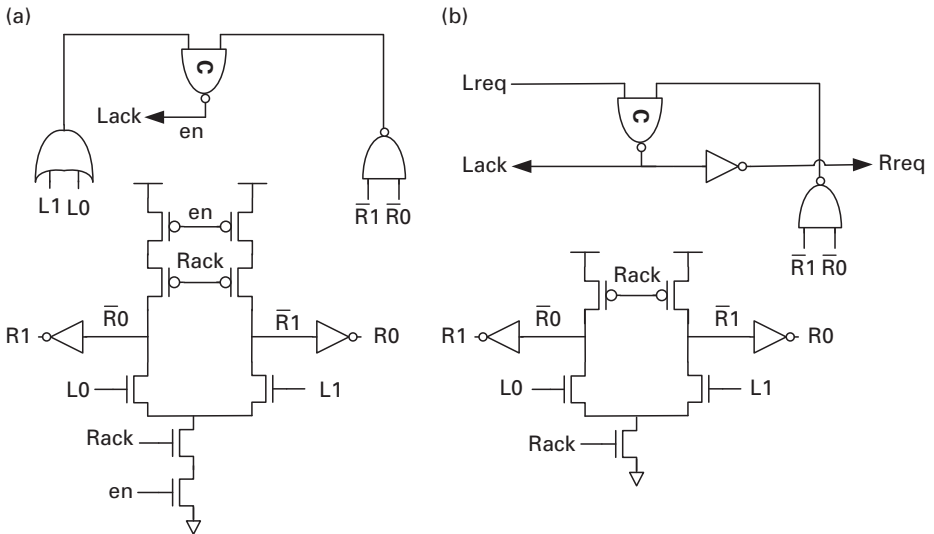 (a)
C
Lack
en
L1 L0
R̅1 R̅0
en
Rack
R1
R̅0
R̅1
R0
L0
L1
Rack
en
(b)
Lreq
C
Lack
Rreq
R̅1 R̅0
Rack
R1
R̅0
R̅1
R0
L0
L1
Rack